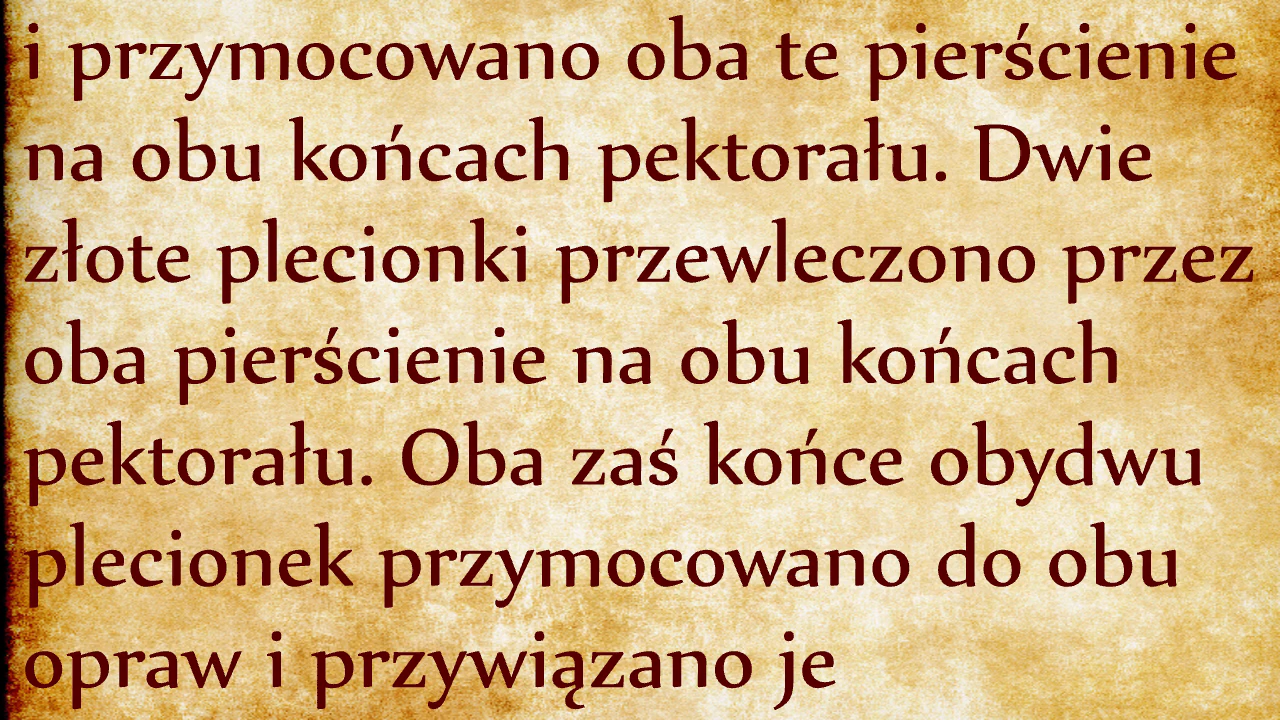 i przymocowano oba te pierścienie
na obu końcach pektorału. Dwie
złote plecionki przewleczono przez
oba pierścienie na obu końcach
pektorału. Oba zaś końce obydwu
plecionek przymocowano do obu
opraw i przywiązano je